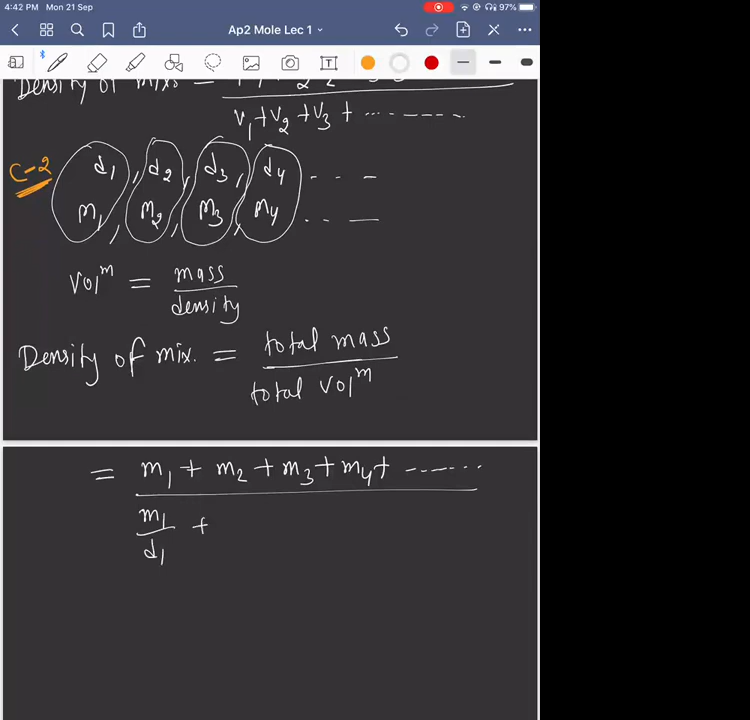 4:42 PM Mon 21 Sep 97%
Ap2 Mole Lec 1
Density of mix. =
V₁ + V₂ + V₃ + ..........
C-2 d₁, d₂, d₃, d₄ - - -
m₁, m₂, m₃, m₄ .. - —
Volᵐ = mass
density
Density of mix. = total mass
total volᵐ
= m₁ + m₂ + m₃ + m₄ + .......
m₁ +
d₁